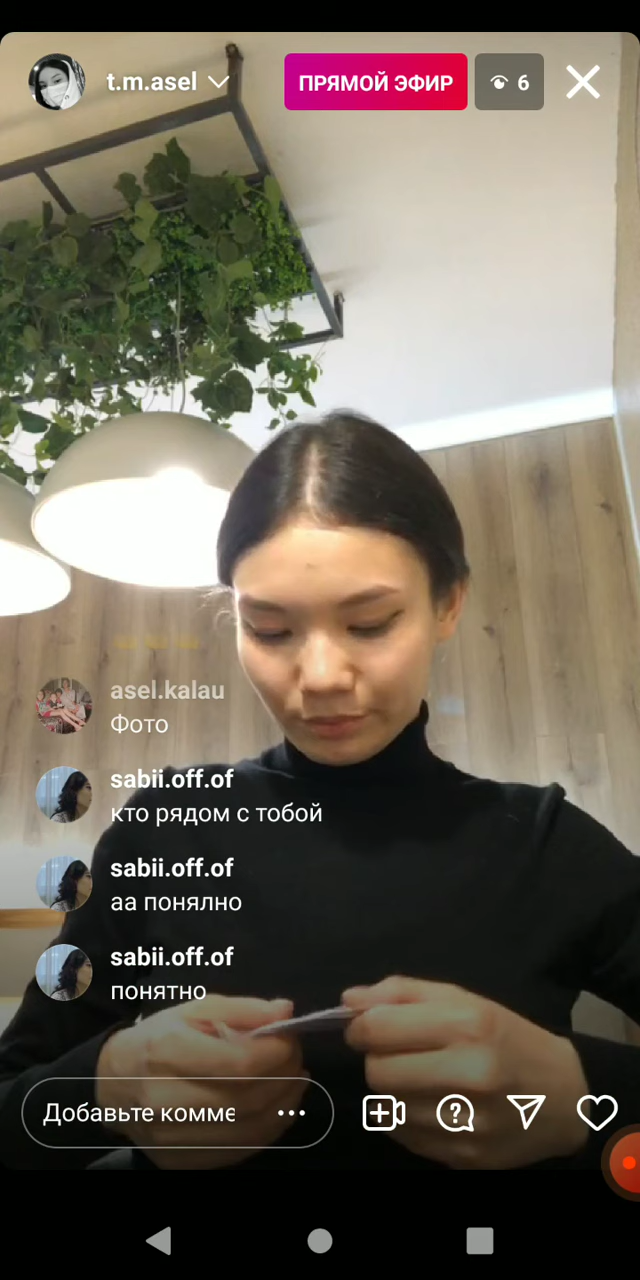 t.m.asel
ПРЯМОЙ ЭФИР
6
asel.kalau
Фото
sabii.off.of
кто рядом с тобой
sabii.off.of
аа понялно
sabii.off.of
понятно
Добавьте комме